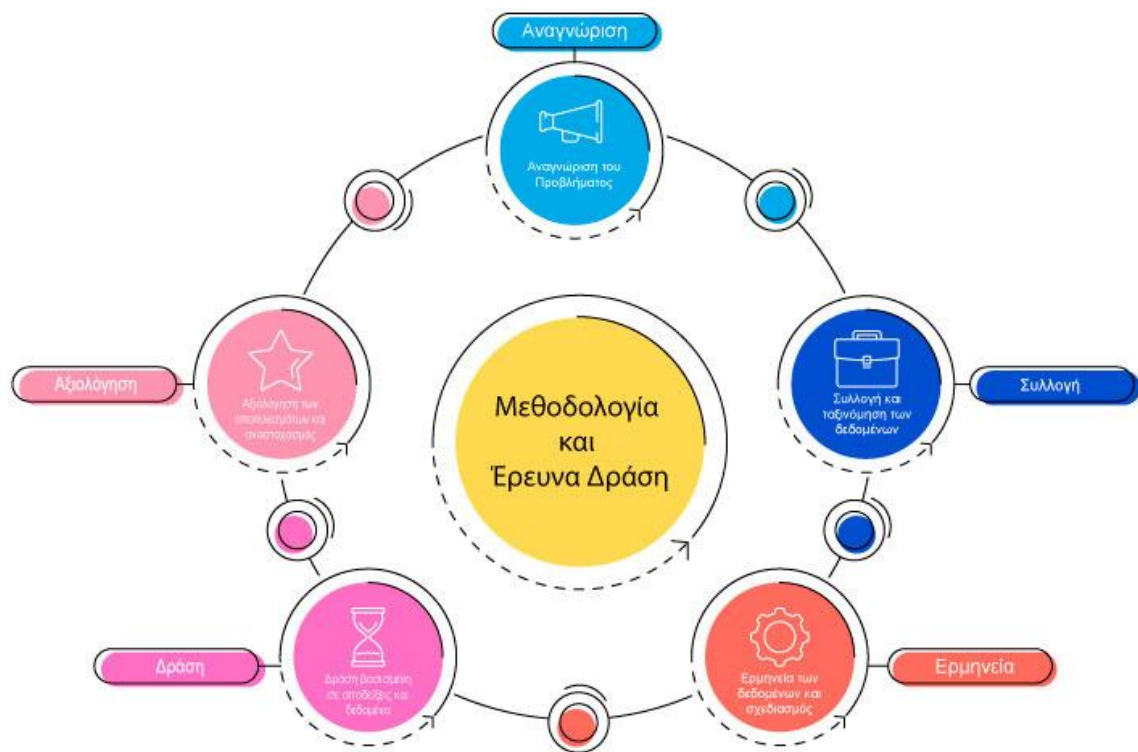 Αναγνώριση
Αναγνώριση του
Προβλήματος
Συλλογή
Συλλογή και
ταξινόμηση των
δεδομένων
Ερμηνεία
Ερμηνεία των
δεδομένων και
σχεδιασμός
Δράση
Δράση βασισμένη
σε αποδείξεις και
δεδομένα
Αξιολόγηση
Αξιολόγηση των
αποτελεσμάτων και
αναστοχασμός
Μεθοδολογία
και
Έρευνα Δράση